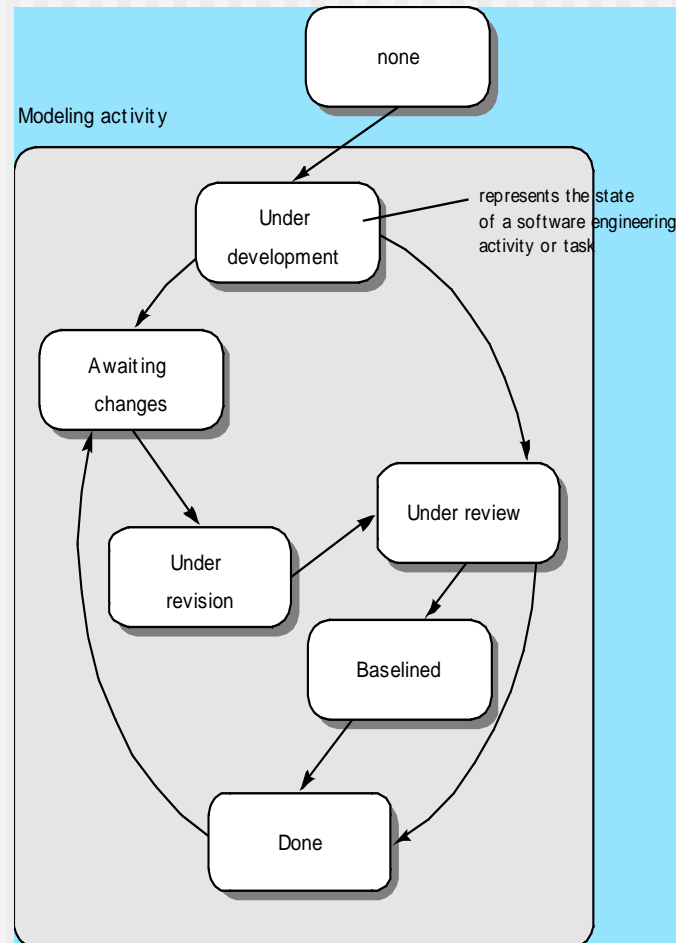 none
Modeling activity
Under
development
represents the state
of a software engineering
activity or task
Awaiting
changes
Under review
Under
revision
Baselined
Done